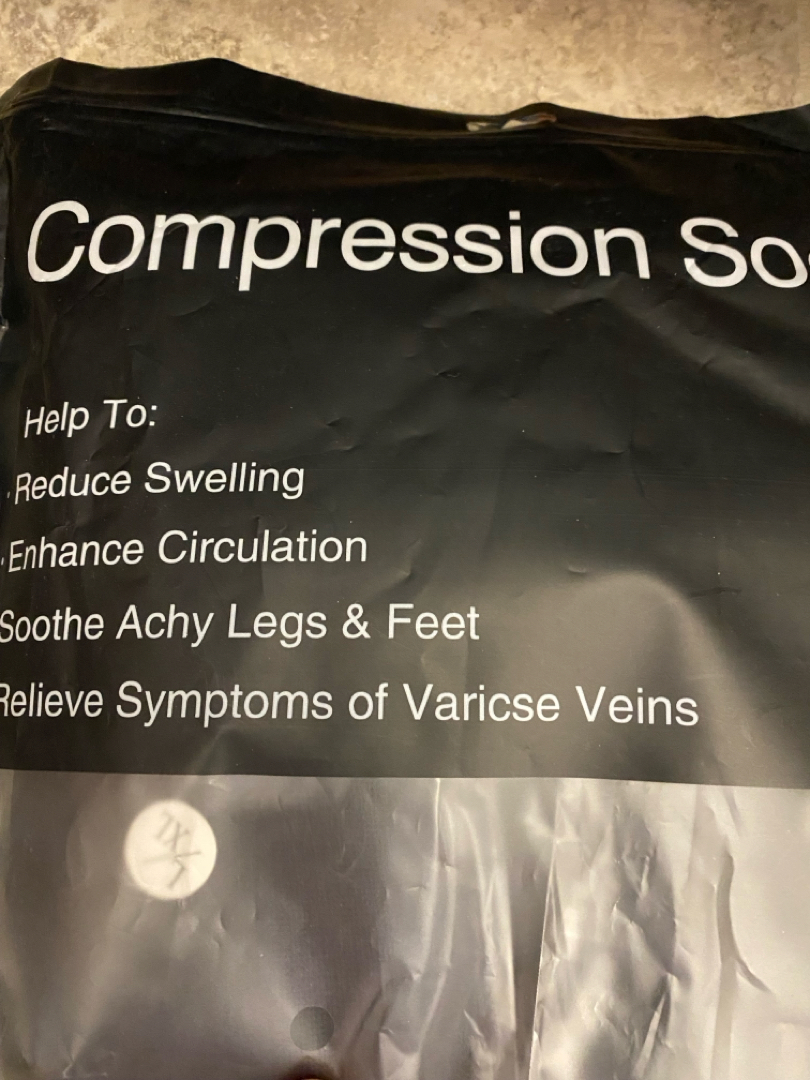 Compression So
Help To:
·Reduce Swelling
·Enhance Circulation
Soothe Achy Legs & Feet
Relieve Symptoms of Varicse Veins